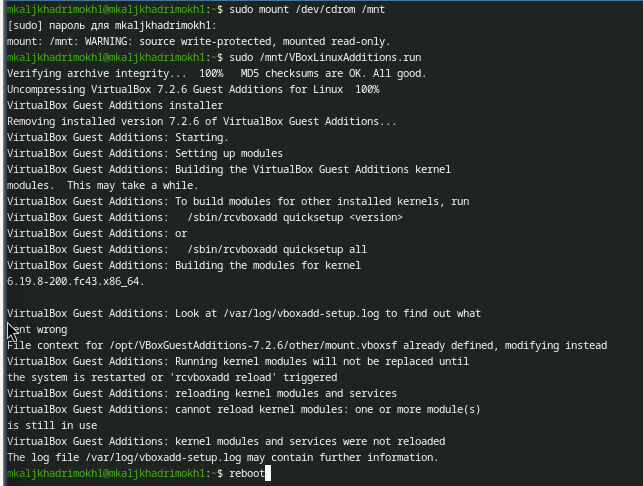 mkaljkhadrimokh1@mkaljkhadrimokh1:~$ sudo mount /dev/cdrom /mnt
[sudo] пароль для mkaljkhadrimokh1:
mount: /mnt: WARNING: source write-protected, mounted read-only.
mkaljkhadrimokh1@mkaljkhadrimokh1:~$ sudo /mnt/VBoxLinuxAdditions.run
Verifying archive integrity...  100%   MD5 checksums are OK. All good.
Uncompressing VirtualBox 7.2.6 Guest Additions for Linux  100%
VirtualBox Guest Additions installer
Removing installed version 7.2.6 of VirtualBox Guest Additions...
VirtualBox Guest Additions: Starting.
VirtualBox Guest Additions: Setting up modules
VirtualBox Guest Additions: Building the VirtualBox Guest Additions kernel
modules.  This may take a while.
VirtualBox Guest Additions: To build modules for other installed kernels, run
VirtualBox Guest Additions:   /sbin/rcvboxadd quicksetup <version>
VirtualBox Guest Additions: or
VirtualBox Guest Additions:   /sbin/rcvboxadd quicksetup all
VirtualBox Guest Additions: Building the modules for kernel
6.19.8-200.fc43.x86_64.
VirtualBox Guest Additions: Look at /var/log/vboxadd-setup.log to find out what
went wrong
File context for /opt/VBoxGuestAdditions-7.2.6/other/mount.vboxsf already defined, modifying instead
VirtualBox Guest Additions: Running kernel modules will not be replaced until
the system is restarted or 'rcvboxadd reload' triggered
VirtualBox Guest Additions: reloading kernel modules and services
VirtualBox Guest Additions: cannot reload kernel modules: one or more module(s)
is still in use
VirtualBox Guest Additions: kernel modules and services were not reloaded
The log file /var/log/vboxadd-setup.log may contain further information.
mkaljkhadrimokh1@mkaljkhadrimokh1:~$ reboot